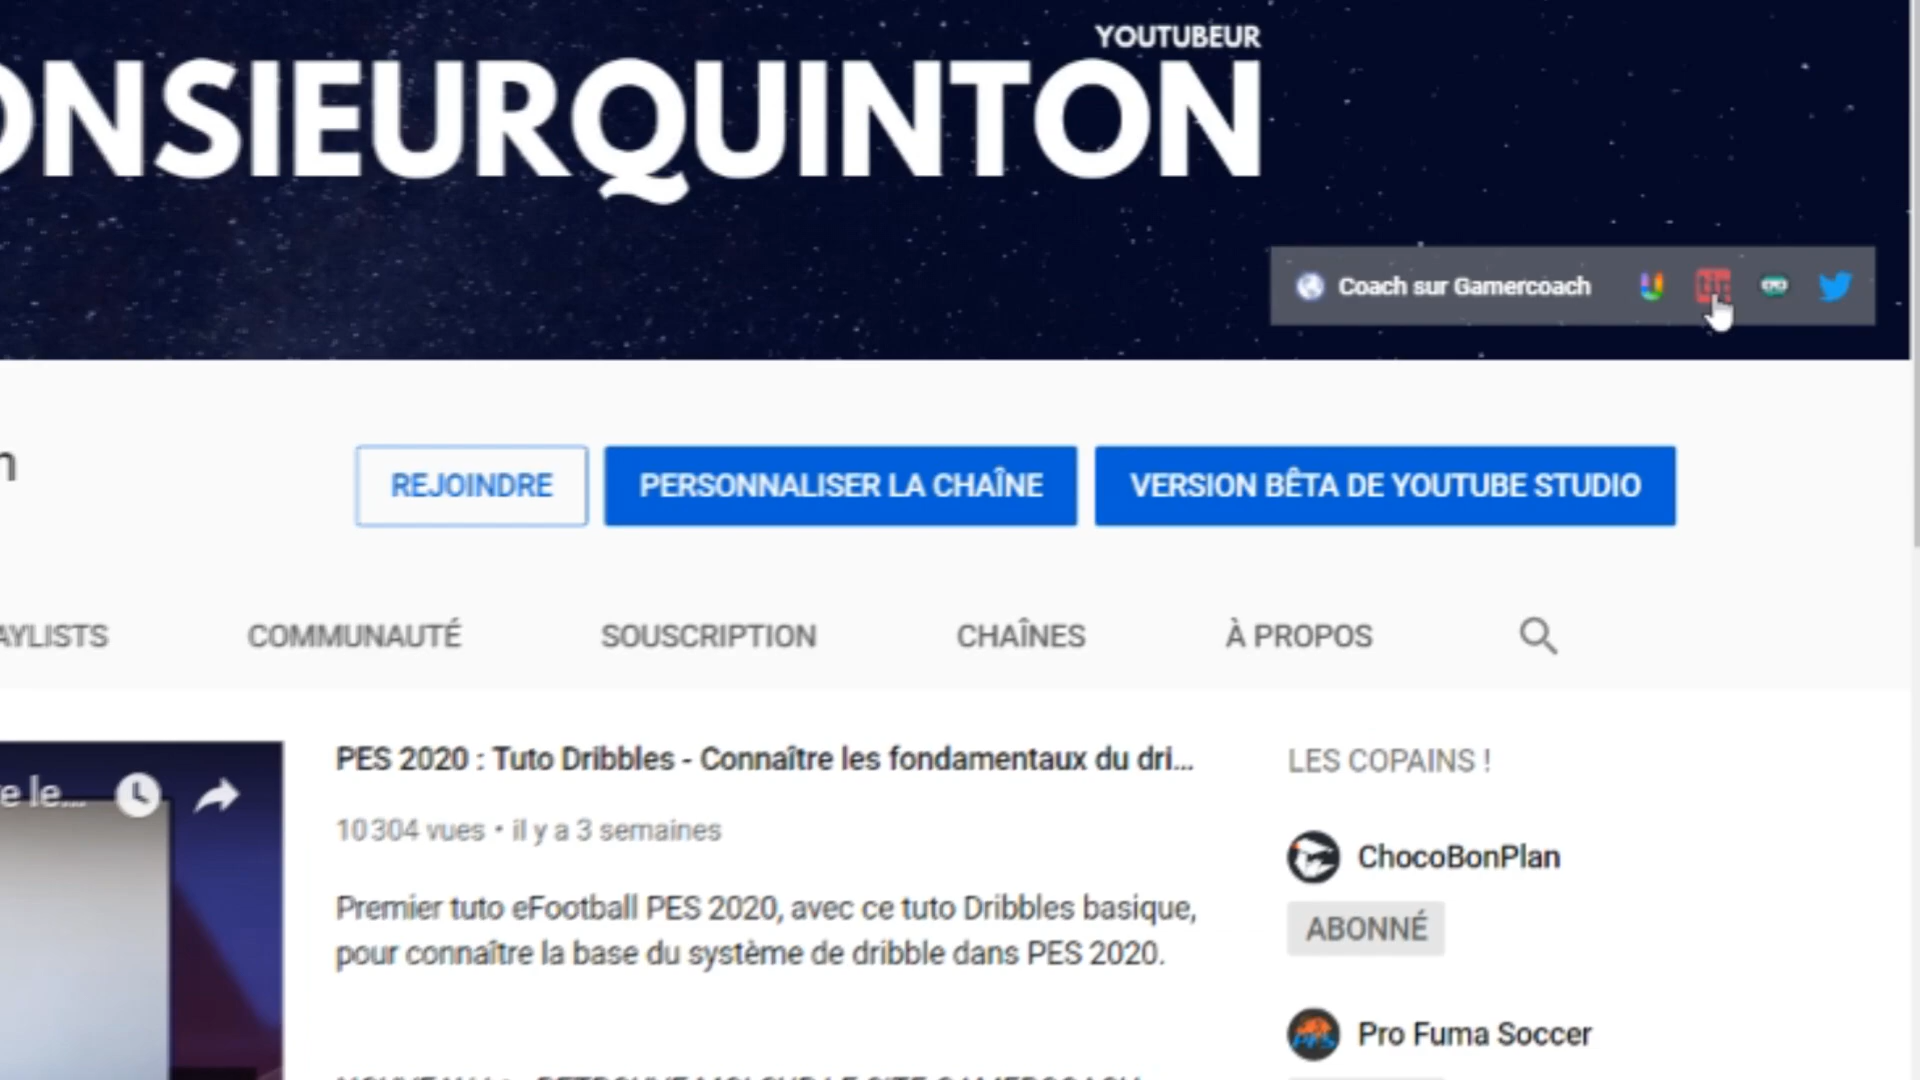 YOUTUBEUR
ONSIEURQUINTON
Coach sur Gamercoach
n
REJOINDRE
PERSONNALISER LA CHAÎNE
VERSION BÊTA DE YOUTUBE STUDIO
AYLISTS
COMMUNAUTÉ
SOUSCRIPTION
CHAÎNES
À PROPOS
e le...
PES 2020 : Tuto Dribbles - Connaître les fondamentaux du dri...
10 304 vues • il y a 3 semaines
Premier tuto eFootball PES 2020, avec ce tuto Dribbles basique,
pour connaître la base du système de dribble dans PES 2020.
LES COPAINS !
ChocoBonPlan
ABONNÉ
Pro Fuma Soccer